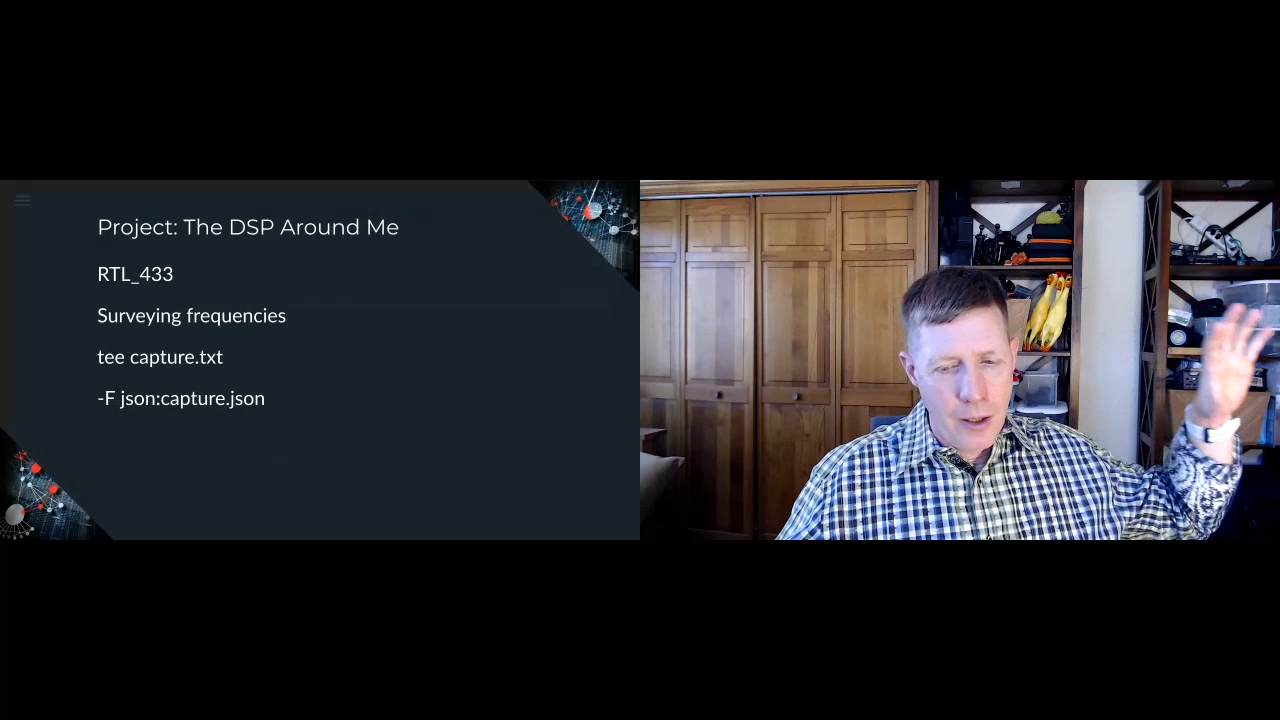 Project: The DSP Around Me
RTL_433
Surveying frequencies
tee capture.txt
-F json:capture.json